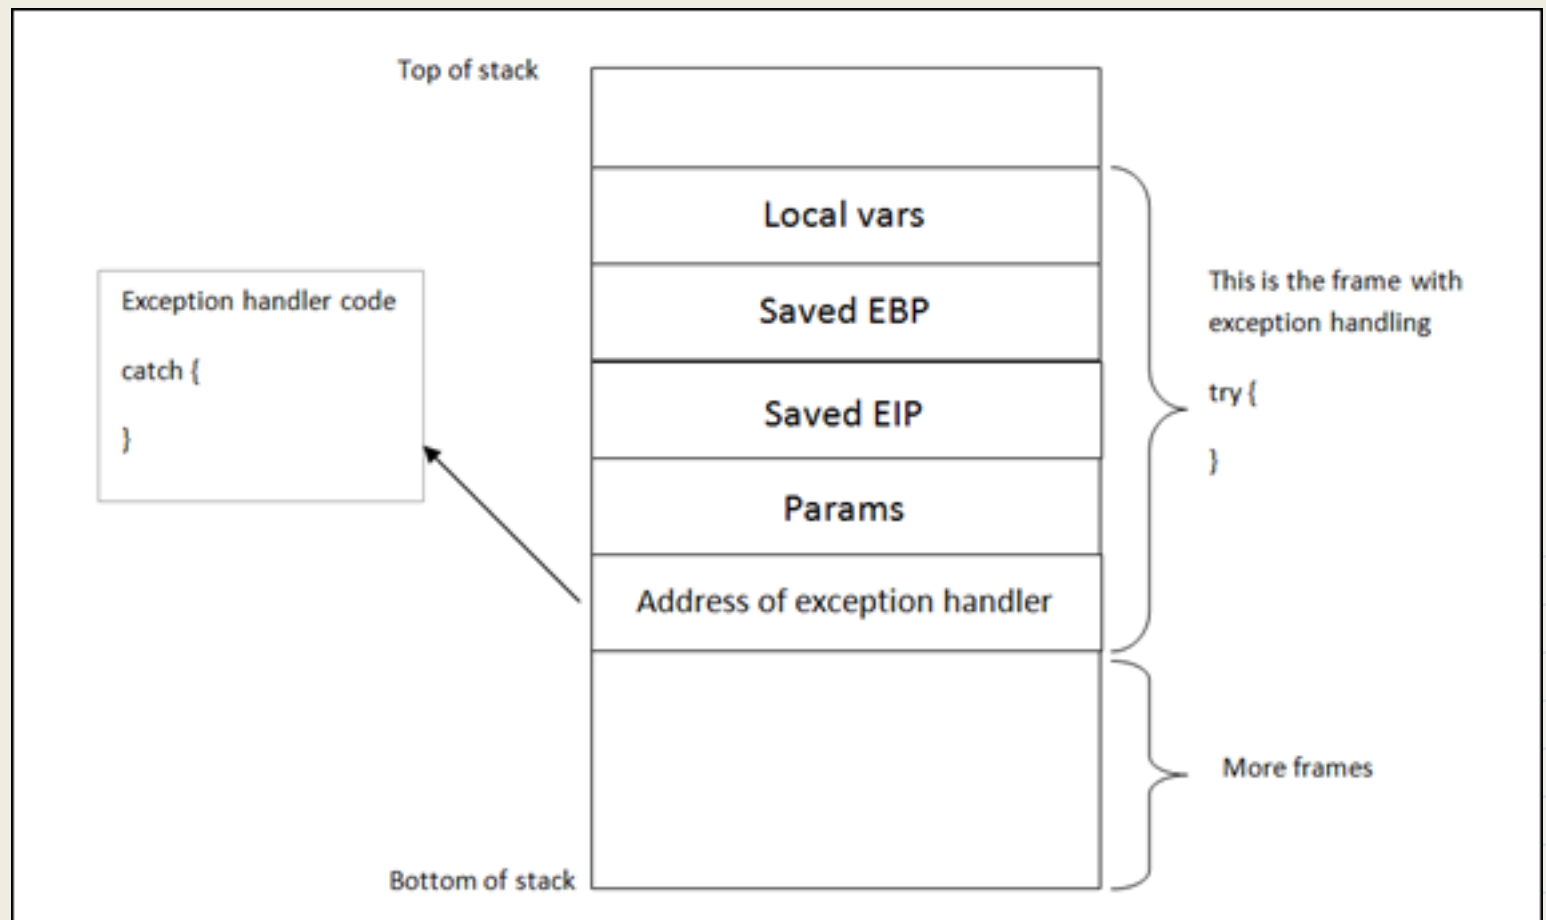 Top of stack
Local vars
Exception handler code
catch {
}
Saved EBP
This is the frame with
exception handling
try {
}
Saved EIP
Params
Address of exception handler
More frames
Bottom of stack